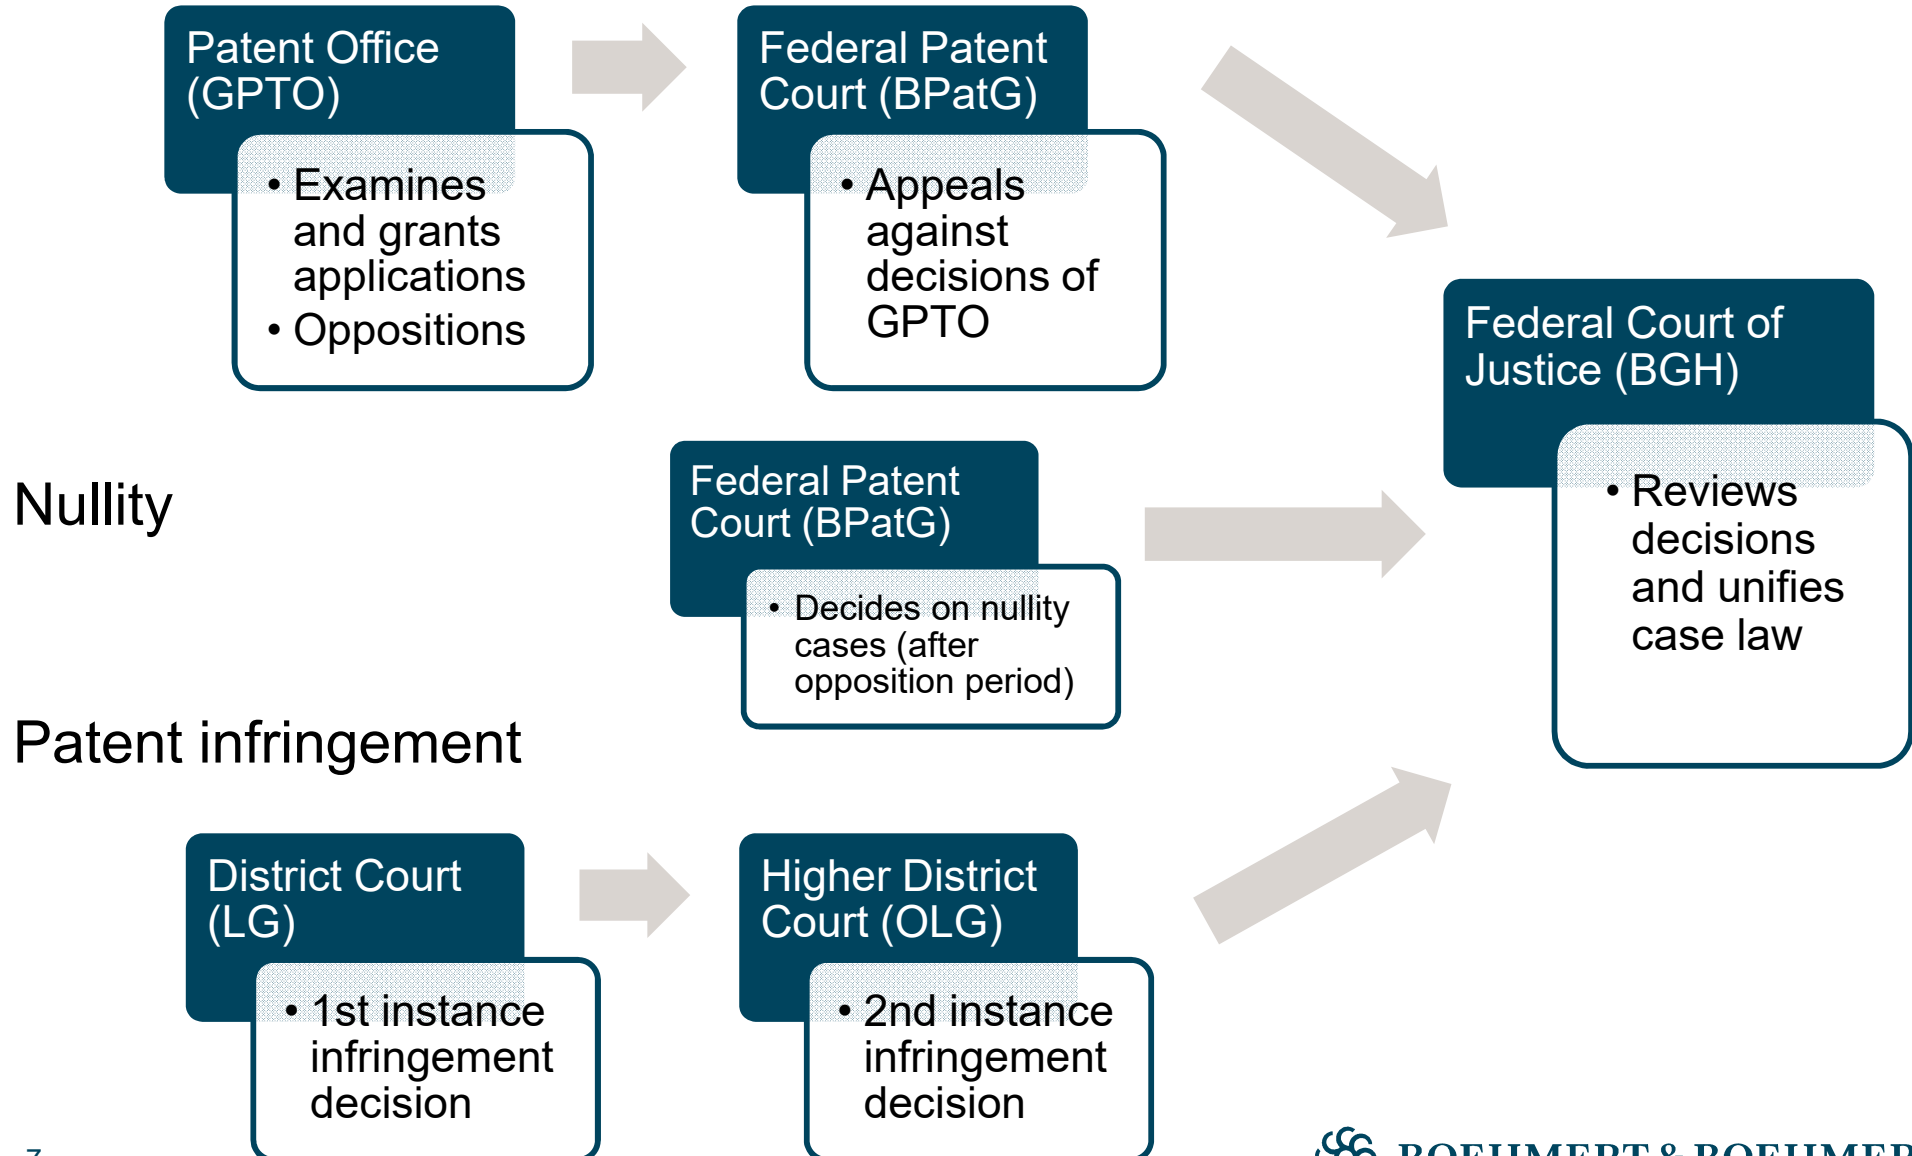 Patent Office
(GPTO)
• Examines
and grants
applications
• Oppositions
Federal Patent
Court (BPatG)
• Appeals
against
decisions of
GPTO
Federal Court of
Justice (BGH)
• Reviews
decisions
and unifies
case law
Nullity
Federal Patent
Court (BPatG)
• Decides on nullity
cases (after
opposition period)
Patent infringement
District Court
(LG)
• 1st instance
infringement
decision
Higher District
Court (OLG)
• 2nd instance
infringement
decision
7
BOEHMERT & BOEHMER